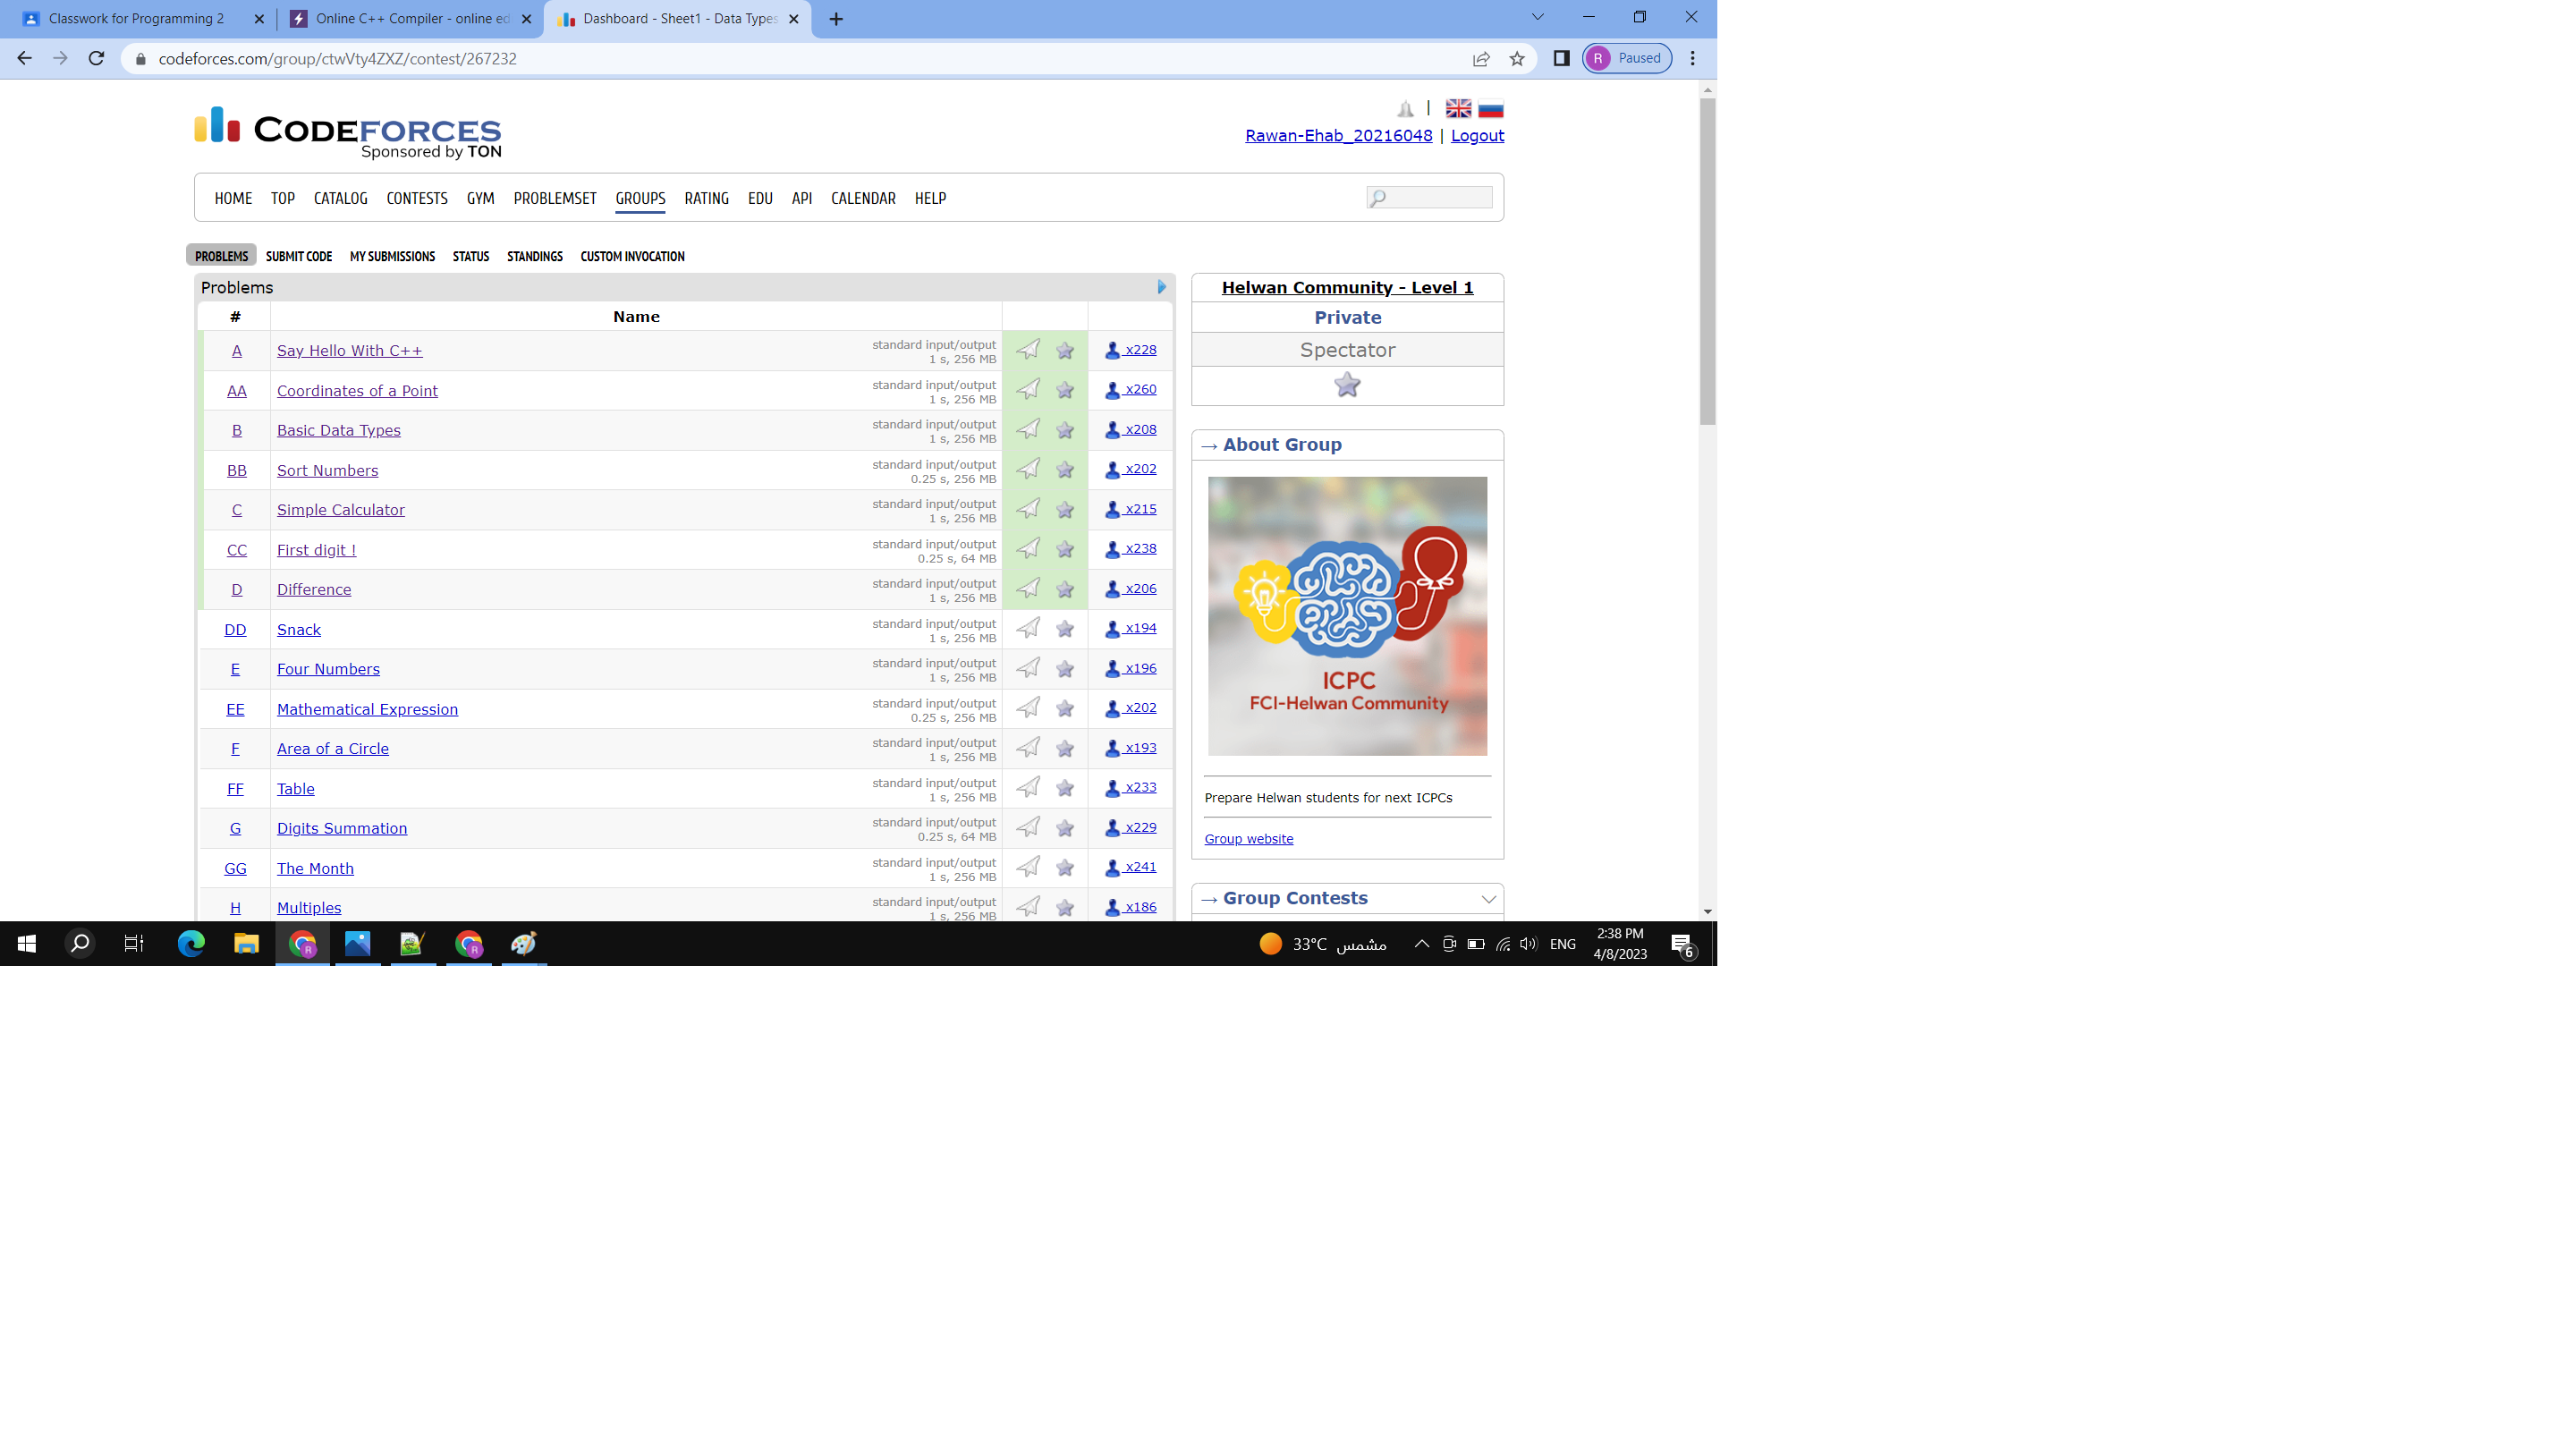 Classwork for Programming 2
Online C++ Compiler - online ed
Dashboard - Sheet1 - Data Types
codeforces.com/group/ctwVty4ZXZ/contest/267232
R Paused
CODEFORCES
Sponsored by TON
|
Rawan-Ehab_20216048 | Logout
HOME TOP CATALOG CONTESTS GYM PROBLEMSET GROUPS RATING EDU API CALENDAR HELP
PROBLEMS SUBMIT CODE MY SUBMISSIONS STATUS STANDINGS CUSTOM INVOCATION
Problems
# Name
A Say Hello With C++ standard input/output
1 s, 256 MB x228
AA Coordinates of a Point standard input/output
1 s, 256 MB x260
B Basic Data Types standard input/output
1 s, 256 MB x208
BB Sort Numbers standard input/output
0.25 s, 256 MB x202
C Simple Calculator standard input/output
1 s, 256 MB x215
CC First digit ! standard input/output
0.25 s, 64 MB x238
D Difference standard input/output
1 s, 256 MB x206
DD Snack standard input/output
1 s, 256 MB x194
E Four Numbers standard input/output
1 s, 256 MB x196
EE Mathematical Expression standard input/output
0.25 s, 256 MB x202
F Area of a Circle standard input/output
1 s, 256 MB x193
FF Table standard input/output
1 s, 256 MB x233
G Digits Summation standard input/output
0.25 s, 64 MB x229
GG The Month standard input/output
1 s, 256 MB x241
H Multiples standard input/output
1 s, 256 MB x186
Helwan Community - Level 1
Private
Spectator
→ About Group
ICPC
FCI-Helwan Community
Prepare Helwan students for next ICPCs
Group website
→ Group Contests
33°C مشمس
ENG
2:38 PM
4/8/2023
6